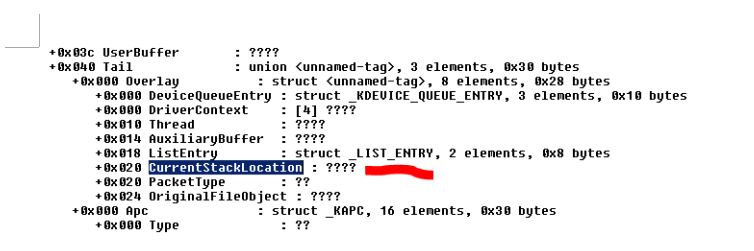 +0x03c UserBuffer : ????
+0x040 Tail : union <unnamed-tag>, 3 elements, 0x30 bytes
+0x000 Overlay : struct <unnamed-tag>, 8 elements, 0x28 bytes
+0x000 DeviceQueueEntry : struct _KDEVICE_QUEUE_ENTRY, 3 elements, 0x10 bytes
+0x000 DriverContext : [4] ????
+0x010 Thread : ????
+0x014 AuxiliaryBuffer : ????
+0x018 ListEntry : struct _LIST_ENTRY, 2 elements, 0x8 bytes
+0x020 CurrentStackLocation : ????
+0x020 PacketType : ??
+0x024 OriginalFileObject : ????
+0x000 Apc : struct _KAPC, 16 elements, 0x30 bytes
+0x000 Type : ??